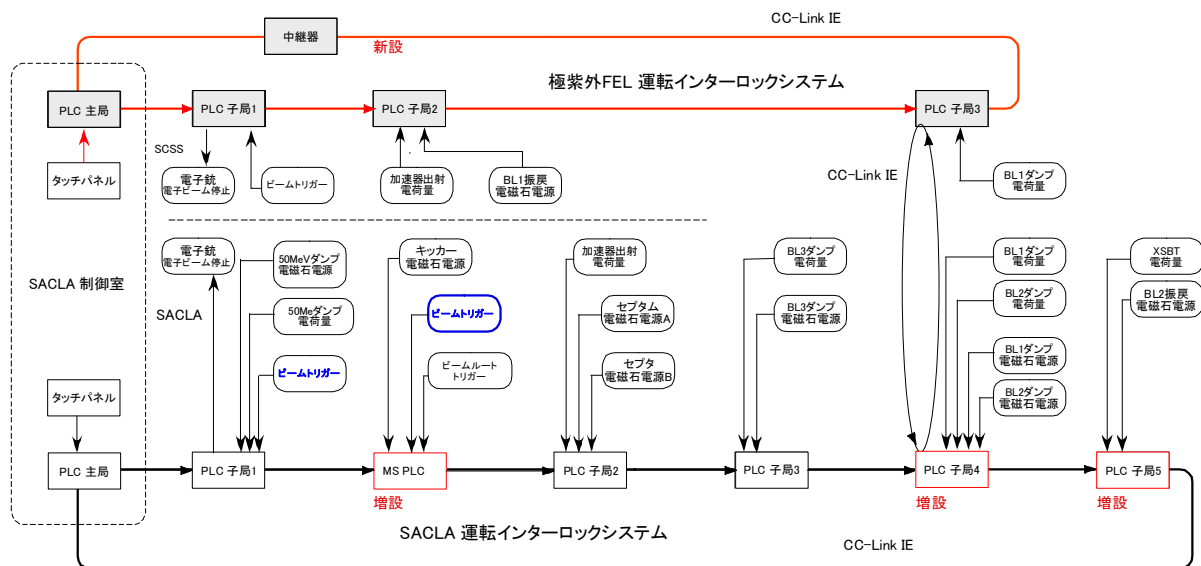 CC-Link IE
中継器
新設
極紫外FEL 運転インターロックシステム
PLC 主局
PLC 子局1
PLC 子局2
PLC 子局3
SCSS
タッチパネル
電子銃
電子ビーム停止
ビームトリガー
加速器出射
電荷量
BL1振戻
電磁石電源
CC-Link IE
BL1ダンプ
電荷量
SACLA 制御室
電子銃
電子ビーム停止
50MeVダンプ
電磁石電源
キッカー
電磁石電源
加速器出射
電荷量
BL3ダンプ
電荷量
BL1ダンプ
電荷量
XSBT
電荷量
SACLA
50Meダンプ
電荷量
ビームトリガー
セプタム
電磁石電源A
BL3ダンプ
電磁石電源
BL2ダンプ
電荷量
BL2振戻
電磁石電源
ビームトリガー
ビームルート
トリガー
セプタ
電磁石電源B
BL1ダンプ
電磁石電源
タッチパネル
BL2ダンプ
電磁石電源
PLC 主局
PLC 子局1
MS PLC
PLC 子局2
PLC 子局3
PLC 子局4
PLC 子局5
増設
増設
増設
SACLA 運転インターロックシステム
CC-Link IE